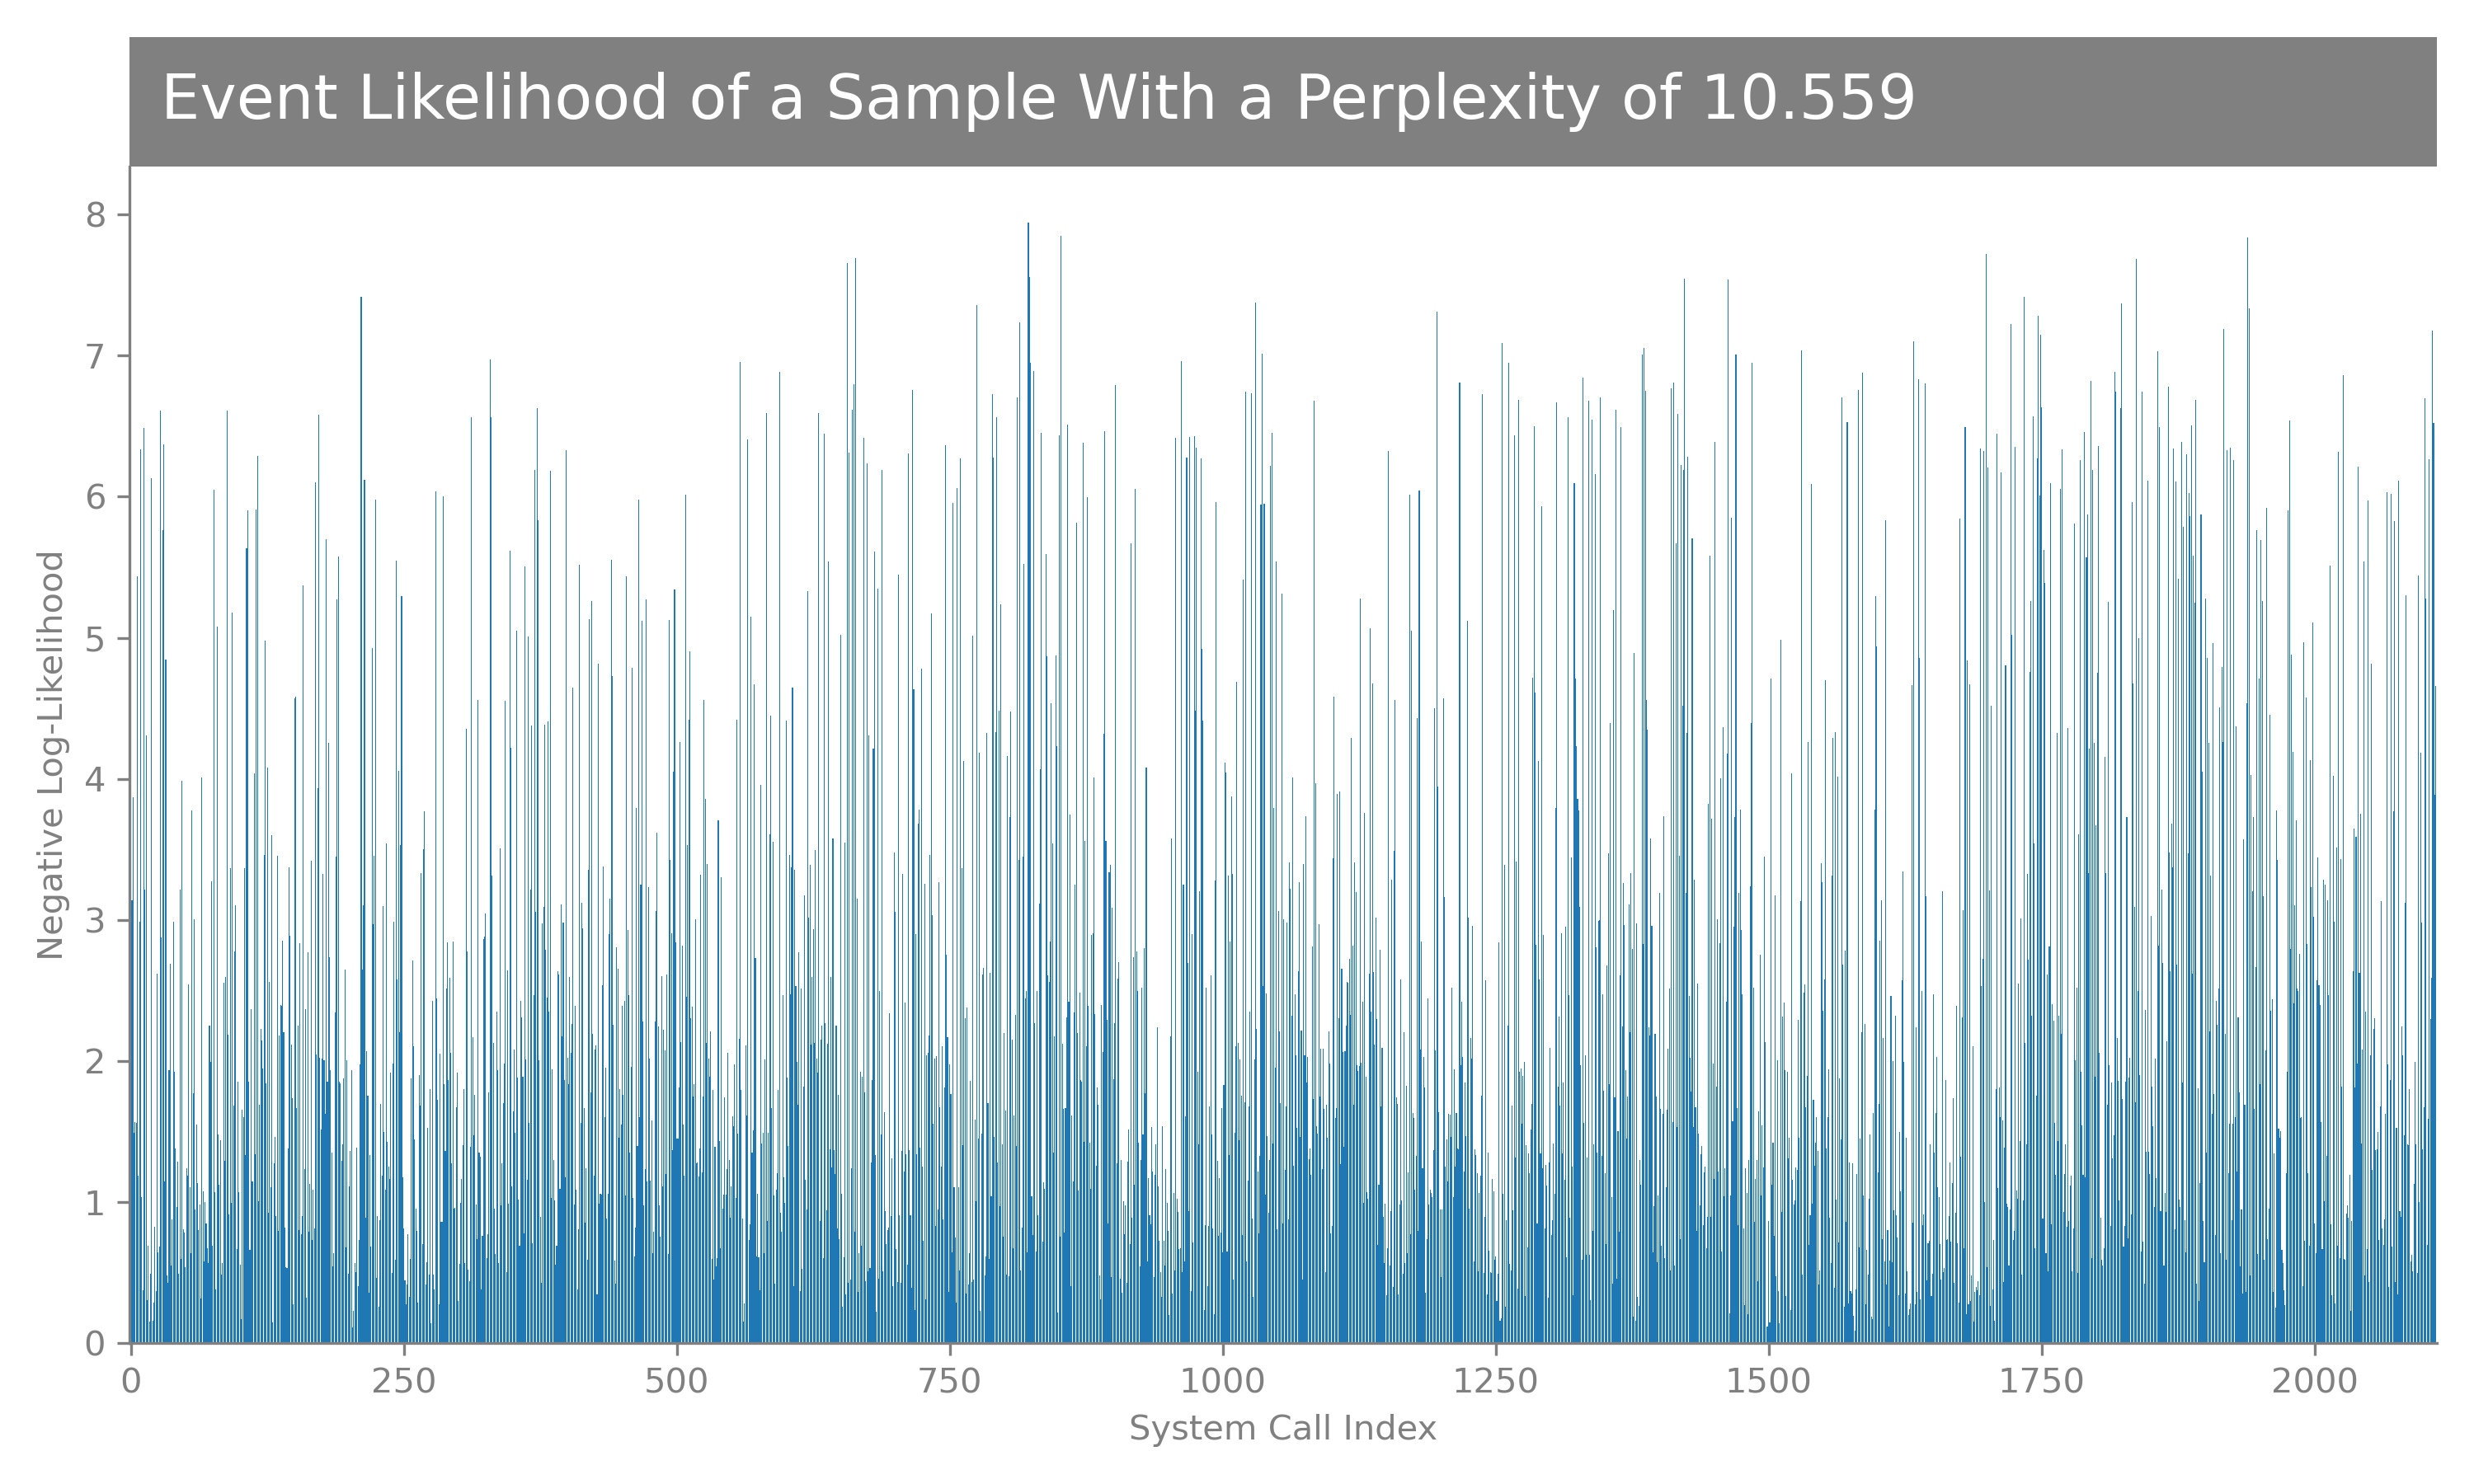 Event Likelihood of a Sample With a Perplexity of 10.559
8
7
6
5
4
3
2
1
0
Negative Log-Likelihood
0 250 500 750 1000 1250 1500 1750 2000
System Call Index